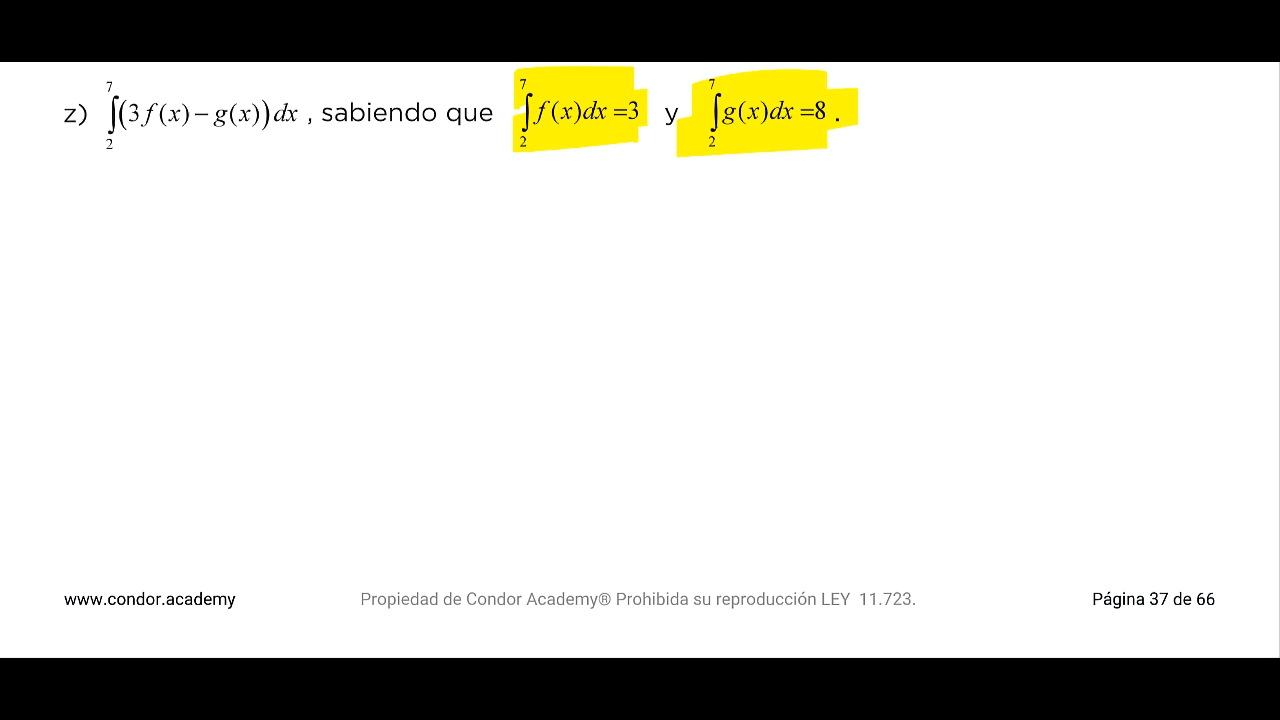 z) ∫₂⁷(3f(x) – g(x))dx , sabiendo que ∫₂⁷f(x)dx =3 y ∫₂⁷g(x)dx =8 .
www.condor.academy Propiedad de Condor Academy® Prohibida su reproducción LEY 11.723. Página 37 de 66